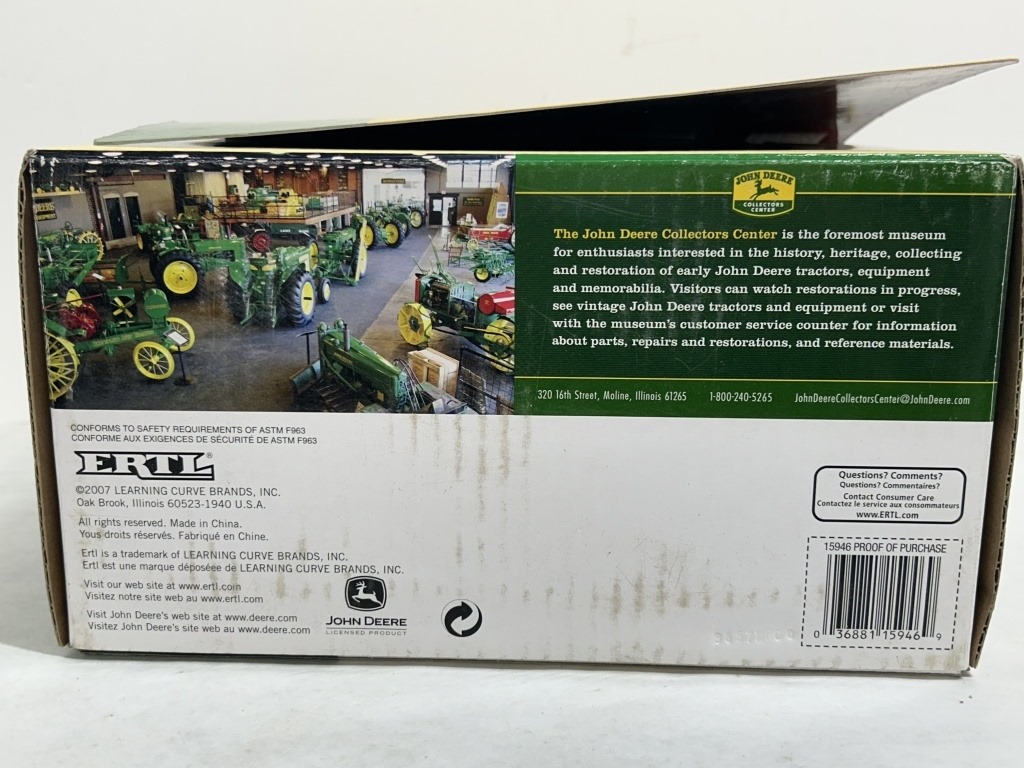 JOHN DEERE
COLLECTORS
CENTER
The John Deere Collectors Center is the foremost museum
for enthusiasts interested in the history, heritage, collecting
and restoration of early John Deere tractors, equipment
and memorabilia. Visitors can watch restorations in progress,
see vintage John Deere tractors and equipment or visit
with the museum's customer service counter for information
about parts, repairs and restorations, and reference materials.
320 16th Street, Moline, Illinois 61265 1-800-240-5265 JohnDeereCollectorsCenter@JohnDeere.com
CONFORMS TO SAFETY REQUIREMENTS OF ASTM F963
CONFORME AUX EXIGENCES DE SÉCURITÉ DE ASTM F963
ERTL®
©2007 LEARNING CURVE BRANDS, INC.
Oak Brook, Illinois 60523-1940 U.S.A.
All rights reserved. Made in China.
Yous droits réservés. Fabriqué en Chine.
Ertl is a trademark of LEARNING CURVE BRANDS, INC.
Ertl est une marque déposéee de LEARNING CURVE BRANDS, INC.
Visit our web site at www.ertl.com
Visitez notre site web au www.ertl.com
Visit John Deere's web site at www.deere.com
Visitez John Deere's site web au www.deere.com
JOHN DEERE
LICENSED PRODUCT
Questions? Comments?
Questions? Commentaires?
Contact Consumer Care
Contactez le service aux consommateurs
www.ERTL.com
15946 PROOF OF PURCHASE
0 36881 15946 9